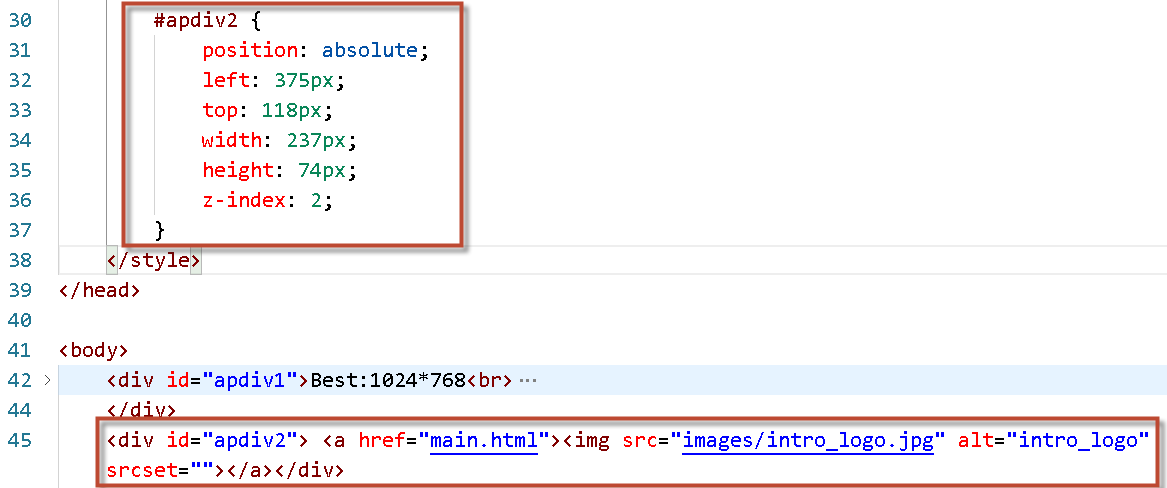 30 #apdiv2 {
31 position: absolute;
32 left: 375px;
33 top: 118px;
34 width: 237px;
35 height: 74px;
36 z-index: 2;
37 }
38 </style>
39 </head>
40
41 <body>
42 > <div id="apdiv1">Best:1024*768<br> ···
44 </div>
45 <div id="apdiv2"> <a href="main.html"><img src="images/intro_logo.jpg" alt="intro_logo"
srcset=""></a></div>